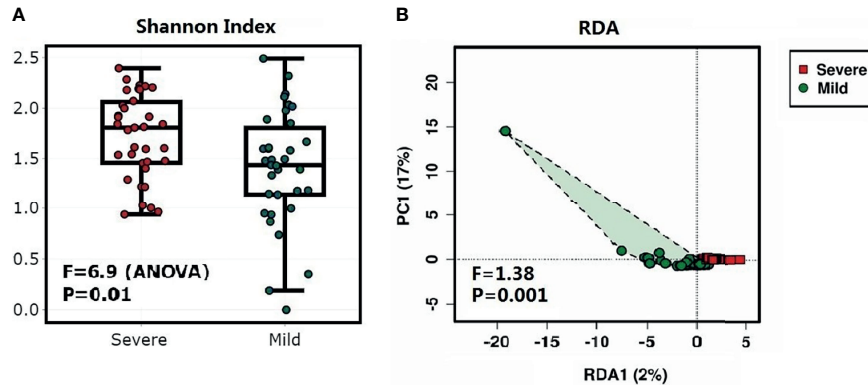 A
Shannon Index
2.5
2.0
1.5
1.0
0.5
0.0
F=6.9 (ANOVA)
P=0.01
Severe Mild
B
RDA
PC1 (17%)
20
15
10
5
0
-5
F=1.38
P=0.001
-20 -15 -10 -5 0 5
RDA1 (2%)
Severe
Mild